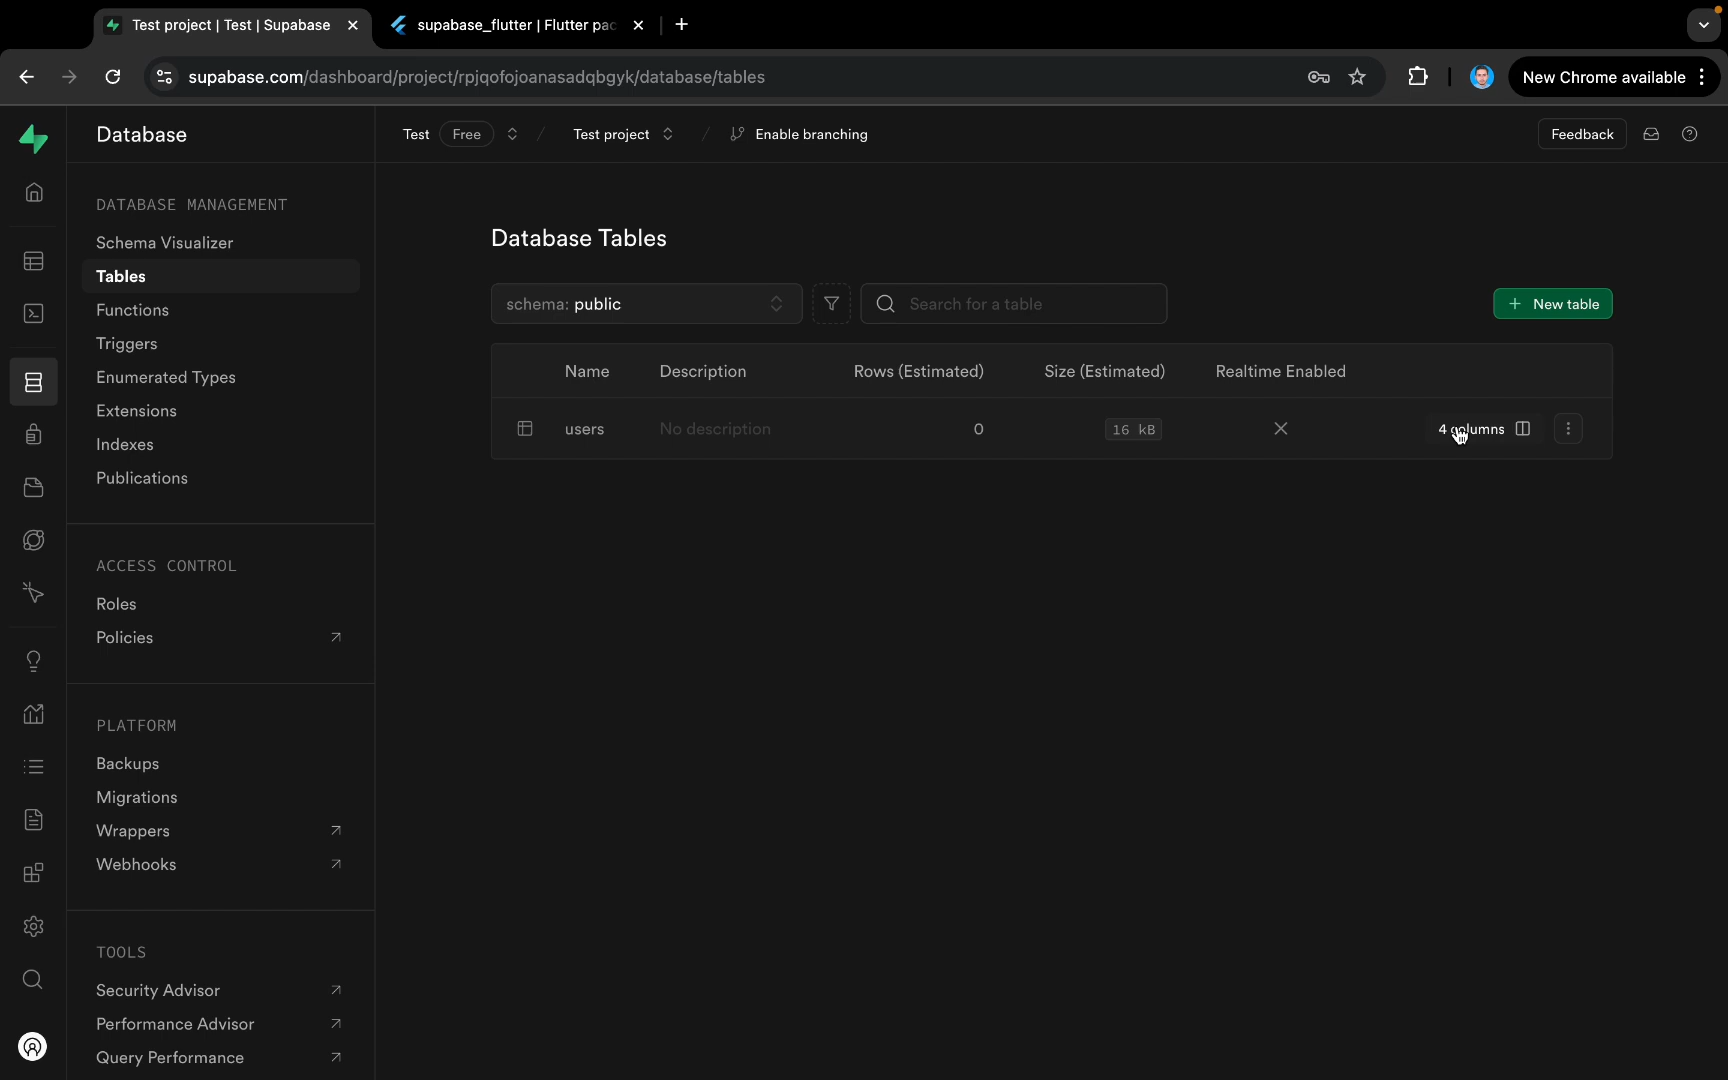 Test project | Test | Supabase
supabase_flutter | Flutter pac
supabase.com/dashboard/project/rpjqofojoanasadqbgyk/database/tables
New Chrome available
Database
Test Free / Test project / Enable branching
Feedback
DATABASE MANAGEMENT
Schema Visualizer
Tables
Functions
Triggers
Enumerated Types
Extensions
Indexes
Publications
ACCESS CONTROL
Roles
Policies
PLATFORM
Backups
Migrations
Wrappers
Webhooks
TOOLS
Security Advisor
Performance Advisor
Query Performance
Database Tables
schema: public
Search for a table
New table
Name Description Rows (Estimated) Size (Estimated) Realtime Enabled
users No description 0 16 kB 4 columns